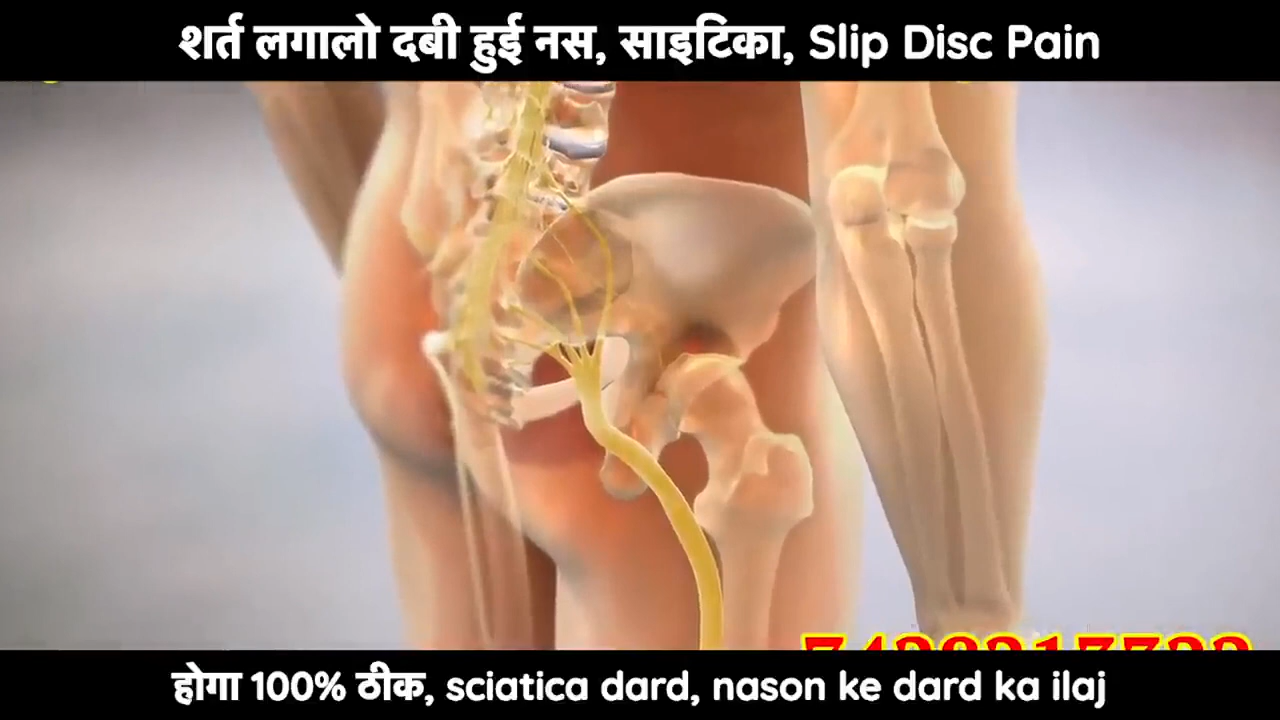 शर्त लगालो दबी हुई नस, साइटिका, Slip Disc Pain
होगा 100% ठीक, sciatica dard, nason ke dard ka ilaj